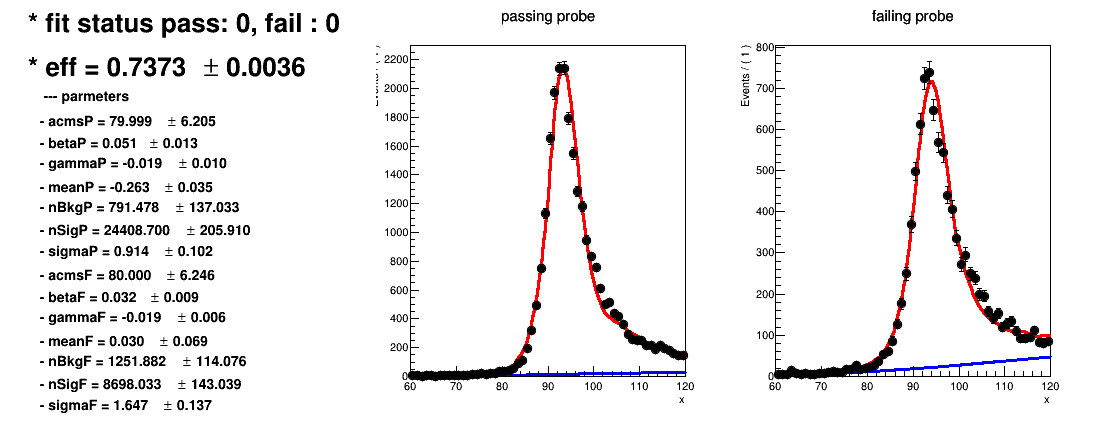 * fit status pass: 0, fail : 0
* eff = 0.7373 ± 0.0036
--- parmeters
- acmsP = 79.999 ± 6.205
- betaP = 0.051 ± 0.013
- gammaP = -0.019 ± 0.010
- meanP = -0.263 ± 0.035
- nBkgP = 791.478 ± 137.033
- nSigP = 24408.700 ± 205.910
- sigmaP = 0.914 ± 0.102
- acmsF = 80.000 ± 6.246
- betaF = 0.032 ± 0.009
- gammaF = -0.019 ± 0.006
- meanF = 0.030 ± 0.069
- nBkgF = 1251.882 ± 114.076
- nSigF = 8698.033 ± 143.039
- sigmaF = 1.647 ± 0.137
passing probe
2200
2000
1800
1600
1400
1200
1000
800
600
400
200
0
60 70 80 90 100 110 120
x
failing probe
Events / ( 1 )
800
700
600
500
400
300
200
100
0
60 70 80 90 100 110 120
x